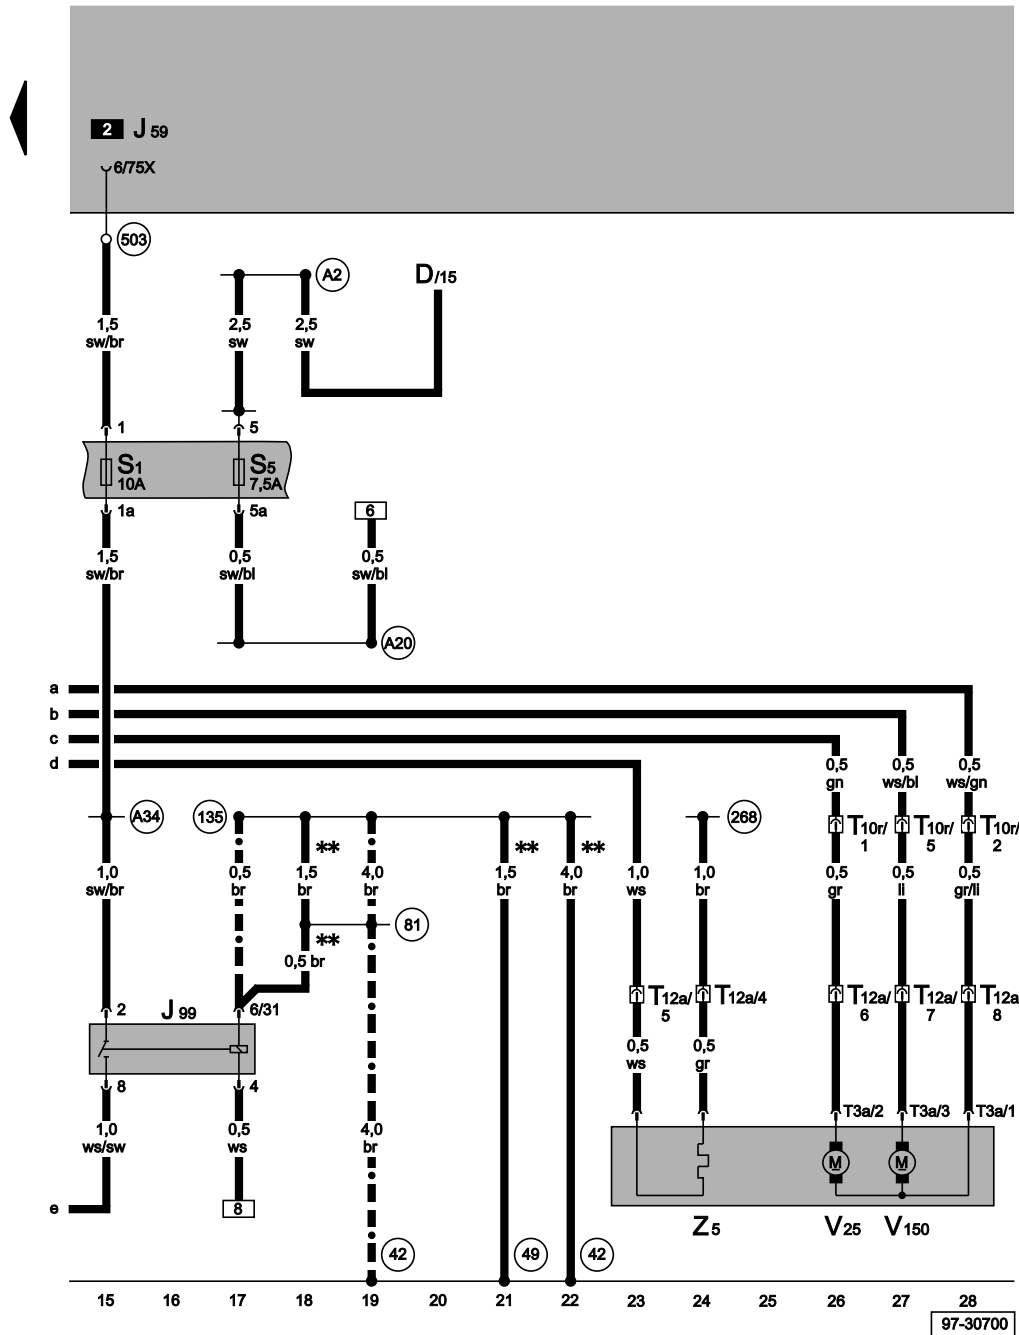 2 J 59
6/75X
503
A2
D/15
1,5 2,5 2,5
sw/br sw sw
1 5
S1 S5
10A 7,5A
1a 5a 6
1,5 0,5 0,5
sw/br sw/bl sw/bl
A20
a
b
c
d
0,5 0,5 0,5
gn ws/bl ws/gn
A34 135 268
T10r/ T10r/ T10r/
1 5 2
** ** **
1,0 0,5 1,5 4,0 1,5 4,0 1,0 1,0 0,5 0,5 0,5
sw/br br br br br br ws br gr li gr/li
81
**
0,5 br
T12a/ T12a/4 T12a/ T12a/ T12a
5 6 7 8
2 J 99 6/31
0,5 0,5
ws gr
8 4
T3a/2 T3a/3 T3a/1
1,0 0,5 4,0
ws/sw ws br
M M
e 8
Z5 V25 V150
42 49 42
15 16 17 18 19 20 21 22 23 24 25 26 27 28
97-30700